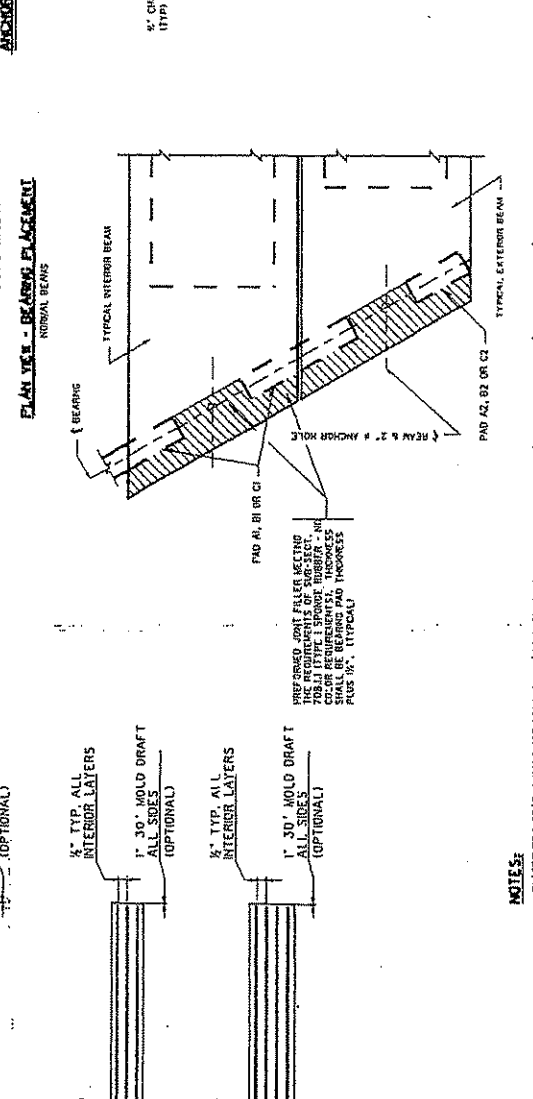 ANCHOR
(TYP)
PLAN VIEW - BEARING PLACEMENT
NORMAL BEAMS
℄ BEARING
TYPICAL INTERIOR BEAM
PAD A1, B1 OR C1
℄ BEAM & 2" ø ANCHOR HOLE
PAD A2, B2 OR C2
TYPICAL EXTERIOR BEAM
PREFORMED JOINT FILLER MEETING
THE REQUIREMENTS OF SUB-SECT.
708.1.1 (TYPE 1 SPONGE RUBBER - NO
COLOR REQUIREMENTS). THICKNESS
SHALL BE BEARING PAD THICKNESS
PLUS ½". (TYPICAL)
(OPTIONAL)
TYP. ALL
INTERIOR LAYERS
1° 30' MOLD DRAFT
ALL SIDES
(OPTIONAL)
TYP. ALL
INTERIOR LAYERS
1° 30' MOLD DRAFT
ALL SIDES
(OPTIONAL)
NOTES: